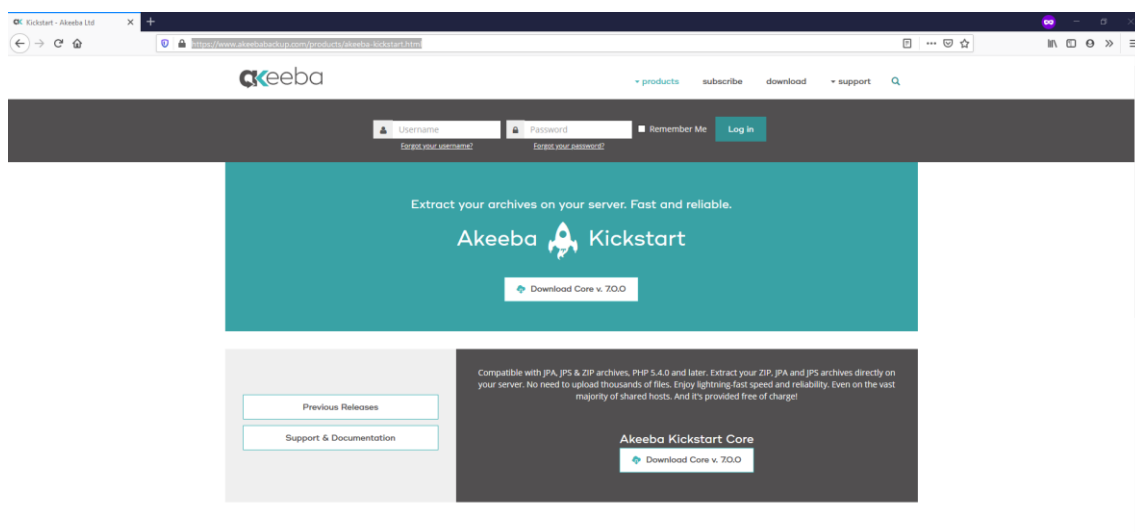 Kickstart - Akeeba Ltd
https://www.akeebabackup.com/products/akeeba-kickstart.html
akeeba
products subscribe download support
Username Password Remember Me Log in
Forgot your username? Forgot your password?
Extract your archives on your server. Fast and reliable.
Akeeba Kickstart
Download Core v. 7.0.0
Compatible with JPA, JPS & ZIP archives, PHP 5.4.0 and later. Extract your ZIP, JPA and JPS archives directly on
your server. No need to upload thousands of files. Enjoy lightning-fast speed and reliability. Even on the vast
majority of shared hosts. And it's provided free of charge!
Previous Releases
Support & Documentation
Akeeba Kickstart Core
Download Core v. 7.0.0